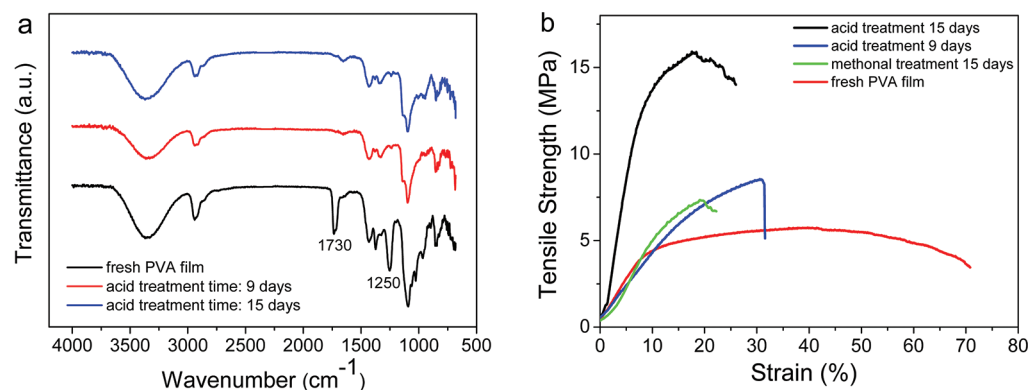 a
Transmittance (a.u.)
1730
1250
fresh PVA film
acid treatment time: 9 days
acid treatment time: 15 days
4000 3500 3000 2500 2000 1500 1000 500
Wavenumber (cm-1)
b
Tensile Strength (MPa)
20
15
10
5
0
acid treatment 15 days
acid treatment 9 days
methonal treatment 15 days
fresh PVA film
0 10 20 30 40 50 60 70 80
Strain (%)